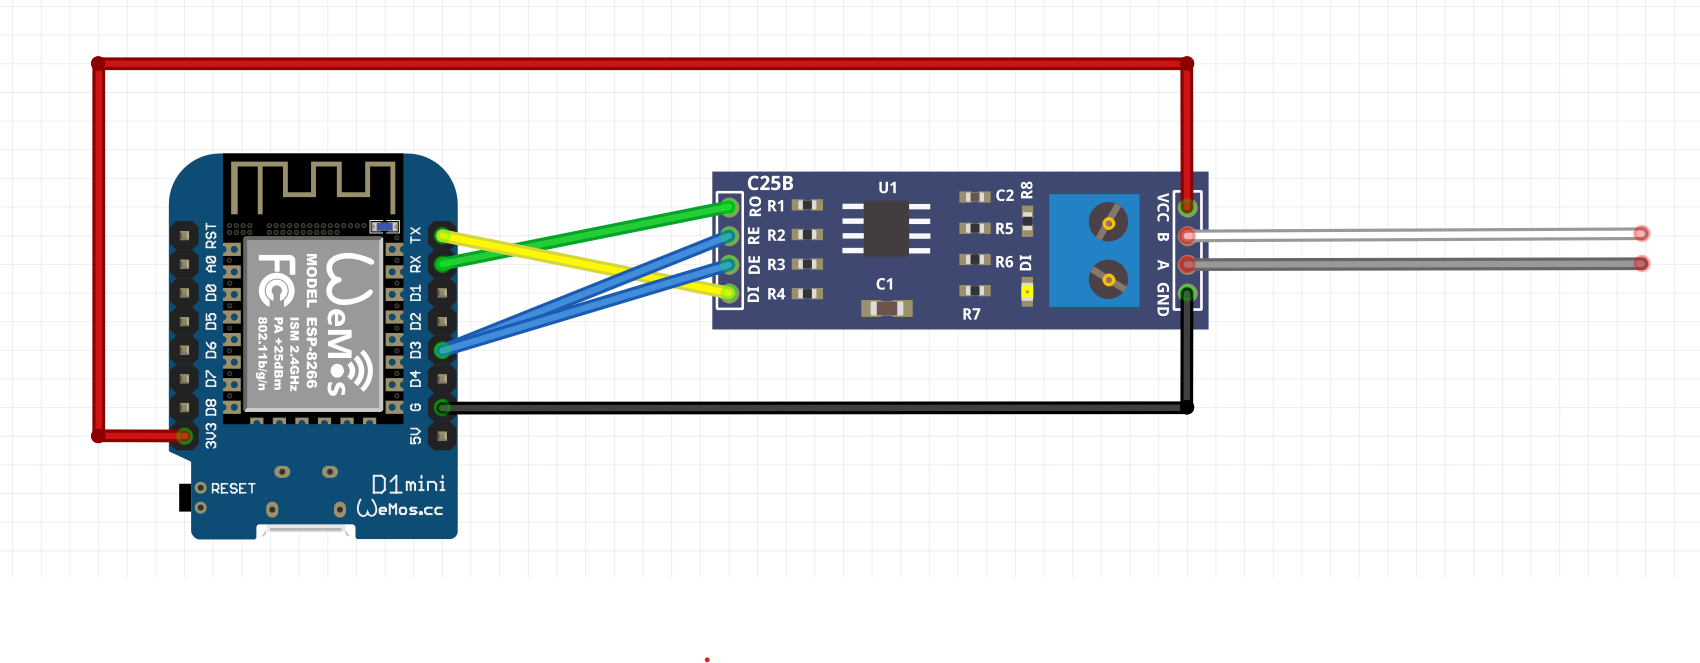 RST
A0
D0
D5
D6
D7
D8
3V3
TX
RX
D1
D2
D3
D4
G
5V
WeMos
FC
MODEL ESP-8266
ISM 2.4GHz
PA +25dBm
802.11b/g/n
RESET
D1mini
WeMos.cc
C25B
RO
RE
DE
DI
R1
R2
R3
R4
U1
C1
C2
R5
R6
R7
R8
DI
VCC
B
A
GND